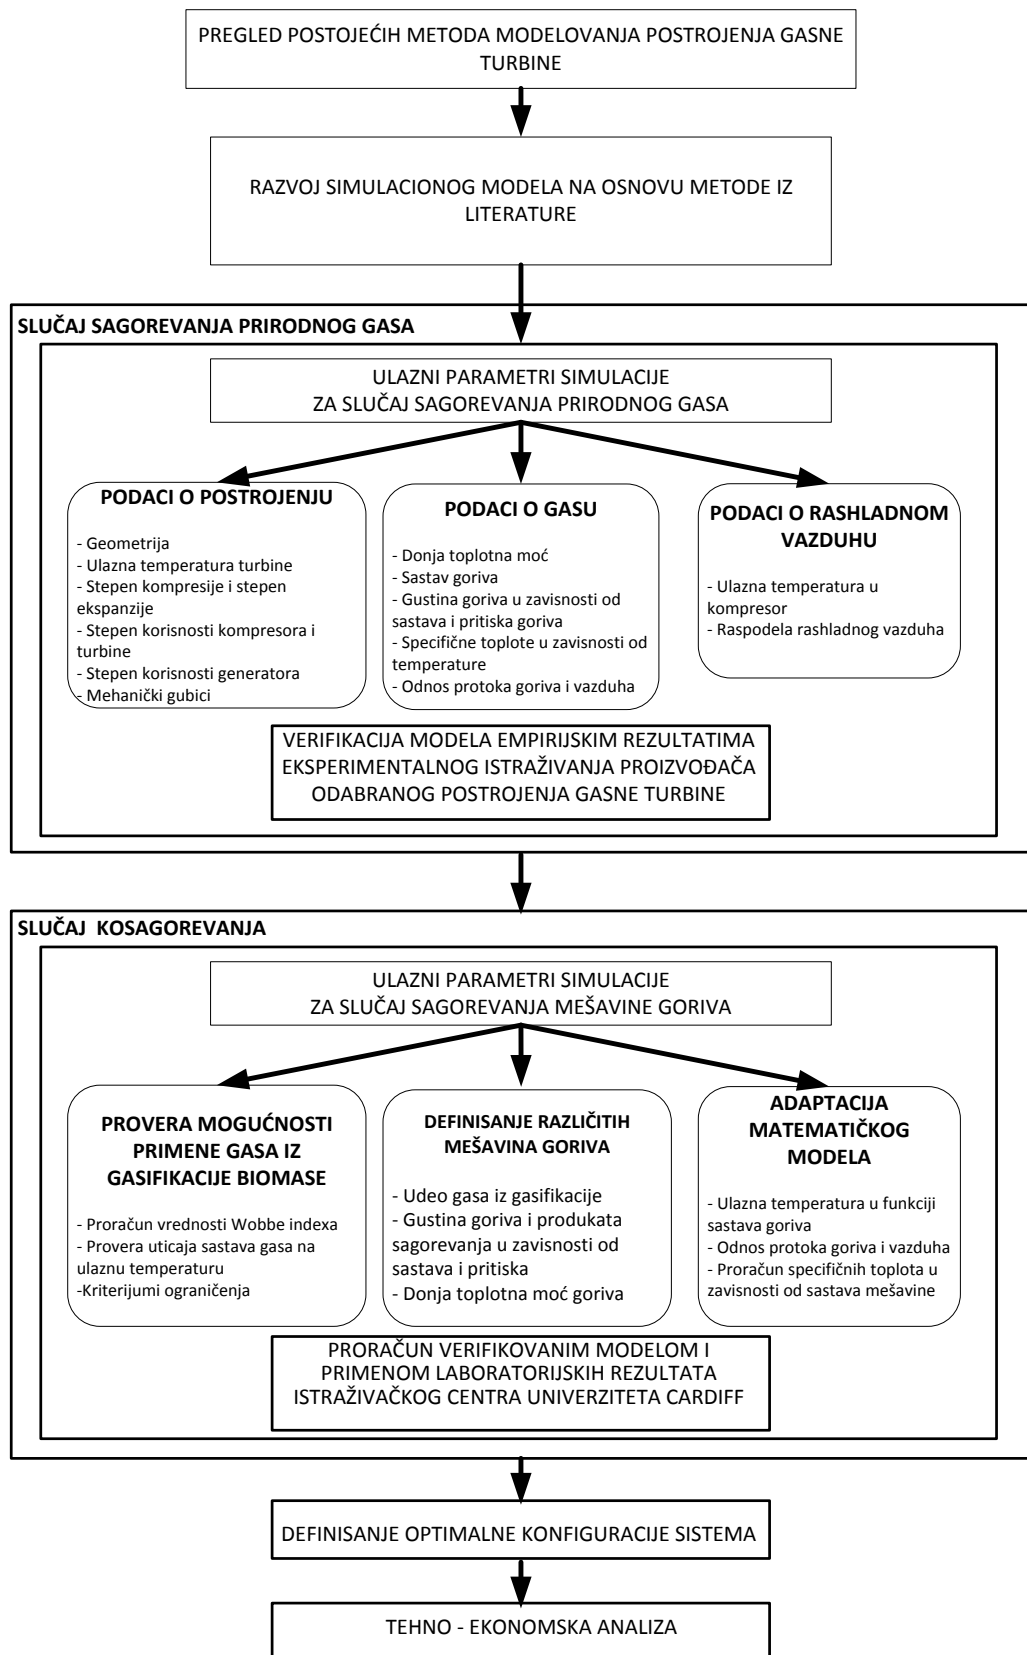 PREGLED POSTOJEĆIH METODA MODELOVANJA POSTROJENJA GASNE
TURBINE
RAZVOJ SIMULACIONOG MODELA NA OSNOVU METODE IZ
LITERATURE
SLUČAJ SAGOREVANJA PRIRODNOG GASA
ULAZNI PARAMETRI SIMULACIJE
ZA SLUČAJ SAGOREVANJA PRIRODNOG GASA
PODACI O POSTROJENJU
- Geometrija
- Ulazna temperatura turbine
- Stepen kompresije i stepen
ekspanzije
- Stepen korisnosti kompresora i
turbine
- Stepen korisnosti generatora
- Mehanički gubici
PODACI O GASU
- Donja toplotna moć
- Sastav goriva
- Gustina goriva u zavisnosti od
sastava i pritiska goriva
- Specifične toplote u zavisnosti od
temperature
- Odnos protoka goriva i vazduha
PODACI O RASHLADNOM
VAZDUHU
- Ulazna temperatura u
kompresor
- Raspodela rashladnog vazduha
VERIFIKACIJA MODELA EMPIRIJSKIM REZULTATIMA
EKSPERIMENTALNOG ISTRAŽIVANJA PROIZVOĐAČA
ODABRANOG POSTROJENJA GASNE TURBINE
SLUČAJ  KOSAGOREVANJA
ULAZNI PARAMETRI SIMULACIJE
ZA SLUČAJ SAGOREVANJA MEŠAVINE GORIVA
PROVERA MOGUĆNOSTI
PRIMENE GASA IZ
GASIFIKACIJE BIOMASE
- Proračun vrednosti Wobbe indexa
- Provera uticaja sastava gasa na
ulaznu temperaturu
-Kriterijumi ograničenja
DEFINISANJE RAZLIČITIH
MEŠAVINA GORIVA
- Udeo gasa iz gasifikacije
- Gustina goriva i produkata
sagorevanja u zavisnosti od
sastava i pritiska
- Donja toplotna moć goriva
ADAPTACIJA
MATEMATIČKOG
MODELA
- Ulazna temperatura u funkciji
sastava goriva
- Odnos protoka goriva i vazduha
- Proračun specifičnih toplota u
zavisnosti od sastava mešavine
PRORAČUN VERIFIKOVANIM MODELOM I
PRIMENOM LABORATORIJSKIH REZULTATA
ISTRAŽIVAČKOG CENTRA UNIVERZITETA CARDIFF
DEFINISANJE OPTIMALNE KONFIGURACIJE SISTEMA
TEHNO - EKONOMSKA ANALIZA